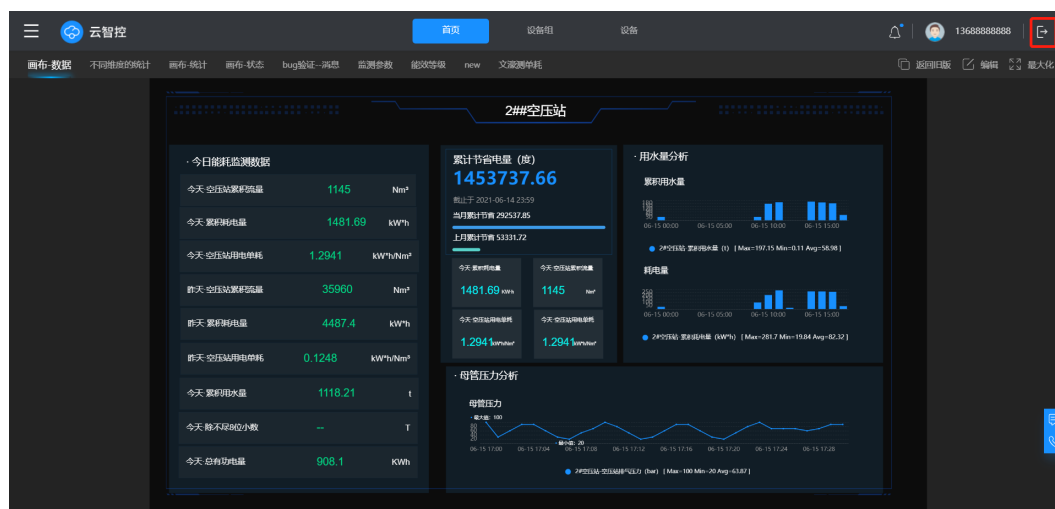 云智控
首页 设备组 设备
13688888888
画布-数据 不同维度的统计 画布-统计 画布-状态 bug验证--消息 监测参数 能效等级 new 文濠测单耗
返回旧版 编辑 最大化
2##空压站
· 今日能耗监测数据
今天·空压站累积流量 1145 Nm³
今天·累积耗电量 1481.69 kW*h
今天·空压站用电单耗 1.2941 kW*h/Nm³
昨天·空压站累积流量 35960 Nm³
昨天·累积耗电量 4487.4 kW*h
昨天·空压站用电单耗 0.1248 kW*h/Nm³
今天·累积用水量 1118.21 t
今天·除不尽8位小数 -- T
今天·总有功电量 908.1 KWh
累计节省电量（度）
1453737.66
截止于 2021-06-14 23:59
当月累计节省 292537.85
上月累计节省 53331.72
今天·累积耗电量 今天·空压站累积流量
1481.69 KW*h 1145 Nm³
今天·空压站用电单耗 今天·空压站用电单耗
1.2941 kW*h/Nm³ 1.2941 kW*h/Nm³
· 用水量分析
累积用水量
06-15 00:00 06-15 05:00 06-15 10:00 06-15 15:00
2#空压站·累积用水量 (t) [ Max=197.15 Min=0.11 Avg=58.98 ]
耗电量
06-15 00:00 06-15 05:00 06-15 10:00 06-15 15:00
2#空压站·累积耗电量 (kW*h) [ Max=281.7 Min=19.84 Avg=82.32 ]
· 母管压力分析
母管压力
· 最大值: 100
· 最小值: 20
06-15 17:00 06-15 17:04 06-15 17:08 06-15 17:12 06-15 17:16 06-15 17:20 06-15 17:24 06-15 17:28
2#空压站-空压站排气压力 (bar) [ Max=100 Min=20 Avg=63.87 ]